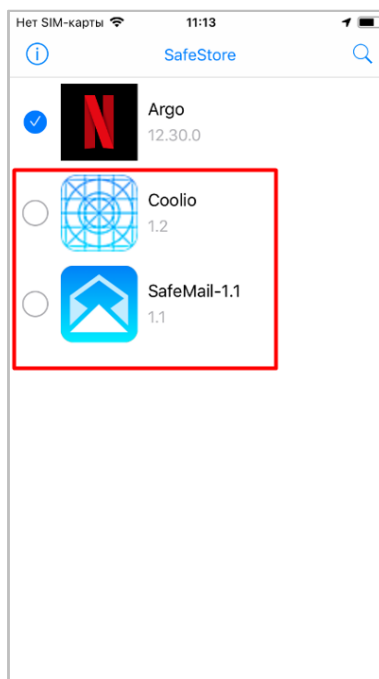 Нет SIM-карты 11:13
SafeStore
Argo
12.30.0
Coolio
1.2
SafeMail-1.1
1.1